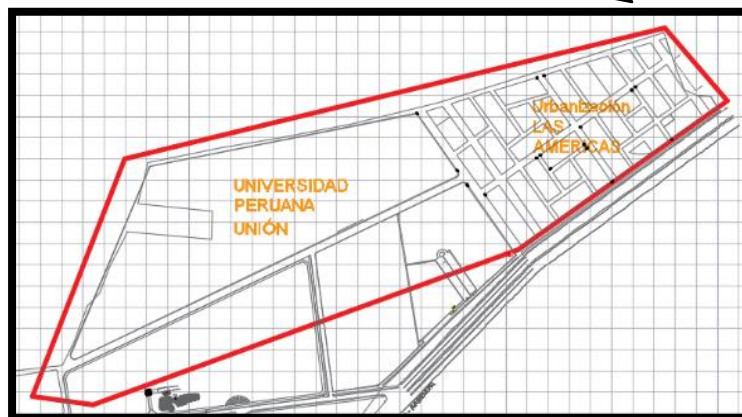 Urbanización
LAS
AMÉRICAS
UNIVERSIDAD
PERUANA
UNIÓN